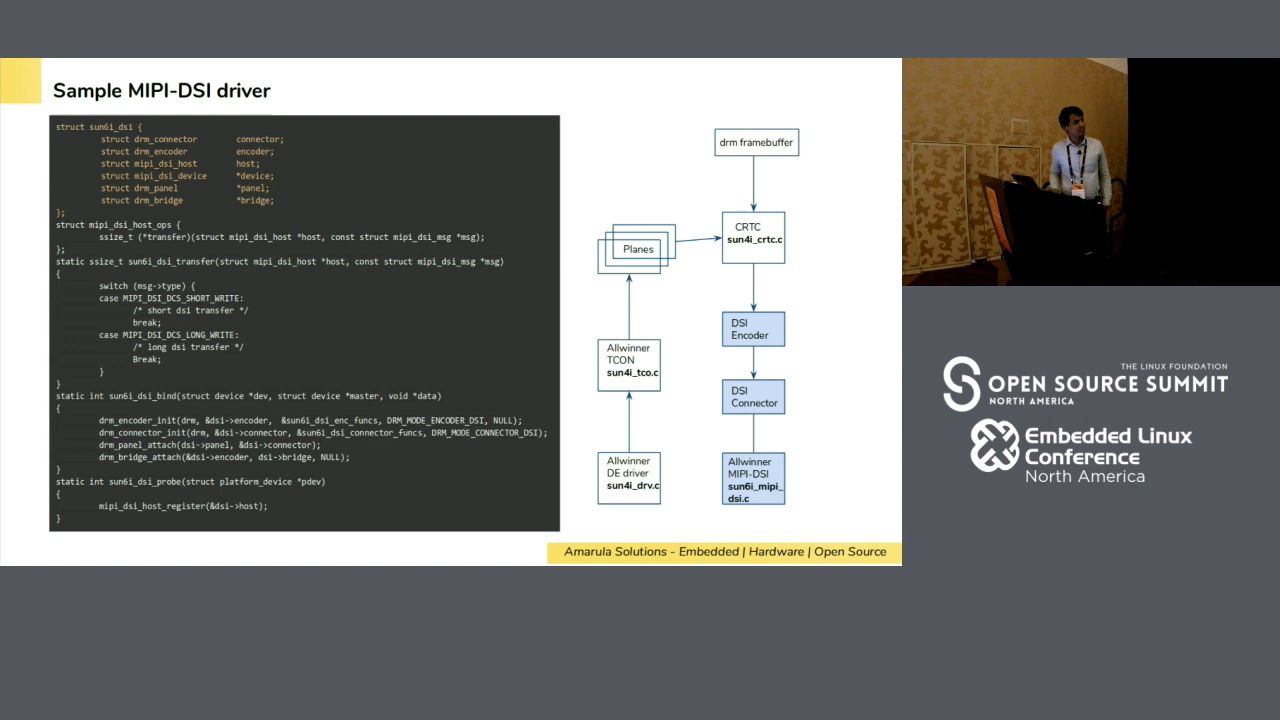 Sample MIPI-DSI driver
struct sun6i_dsi {
struct drm_connector connector;
struct drm_encoder encoder;
struct mipi_dsi_host host;
struct mipi_dsi_device *device;
struct drm_panel *panel;
struct drm_bridge *bridge;
};
struct mipi_dsi_host_ops {
ssize_t (*transfer)(struct mipi_dsi_host *host, const struct mipi_dsi_msg *msg);
};
static ssize_t sun6i_dsi_transfer(struct mipi_dsi_host *host, const struct mipi_dsi_msg *msg)
{
switch (msg->type) {
case MIPI_DSI_DCS_SHORT_WRITE:
/* short dsi transfer */
break;
case MIPI_DSI_DCS_LONG_WRITE:
/* long dsi transfer */
Break;
}
}
static int sun6i_dsi_bind(struct device *dev, struct device *master, void *data)
{
drm_encoder_init(drm, &dsi->encoder, &sun6i_dsi_enc_funcs, DRM_MODE_ENCODER_DSI, NULL);
drm_connector_init(drm, &dsi->connector, &sun6i_dsi_connector_funcs, DRM_MODE_CONNECTOR_DSI);
drm_panel_attach(dsi->panel, &dsi->connector);
drm_bridge_attach(&dsi->encoder, dsi->bridge, NULL);
}
static int sun6i_dsi_probe(struct platform_device *pdev)
{
mipi_dsi_host_register(&dsi->host);
}
drm framebuffer
CRTC
sun4i_crtc.c
Planes
DSI
Encoder
Allwinner
TCON
sun4i_tco.c
DSI
Connector
Allwinner
DE driver
sun4i_drv.c
Allwinner
MIPI-DSI
sun6i_mipi_
dsi.c
Amarula Solutions - Embedded | Hardware | Open Source
THE LINUX FOUNDATION
OPEN SOURCE SUMMIT
NORTH AMERICA
Embedded Linux
Conference
North America